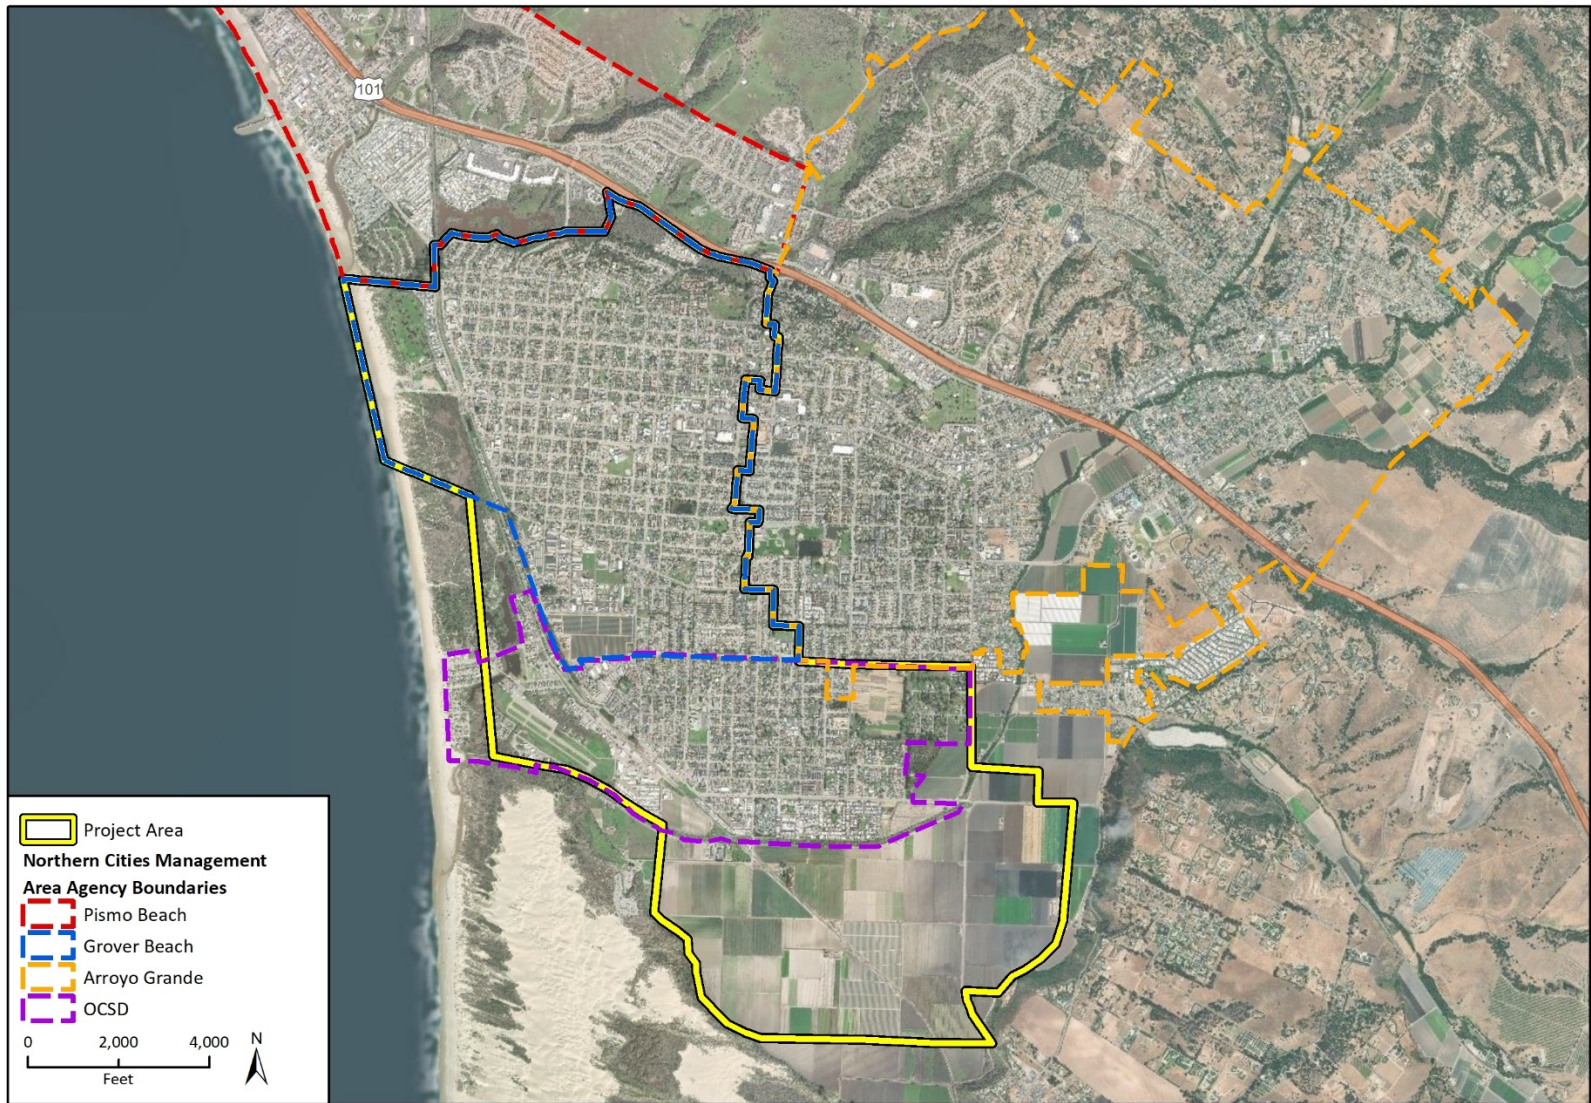 101
Project Area
Northern Cities Management
Area Agency Boundaries
Pismo Beach
Grover Beach
Arroyo Grande
OCSD
0 2,000 4,000
Feet
N